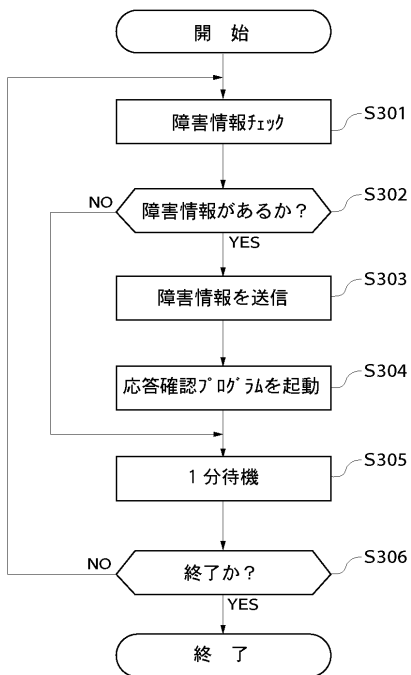 開 始
障害情報ﾁｪｯｸ
S301
NO
障害情報があるか？
S302
YES
障害情報を送信
S303
応答確認ﾌﾟﾛｸﾞﾗﾑを起動
S304
１分待機
S305
NO
終了か？
S306
YES
終 了